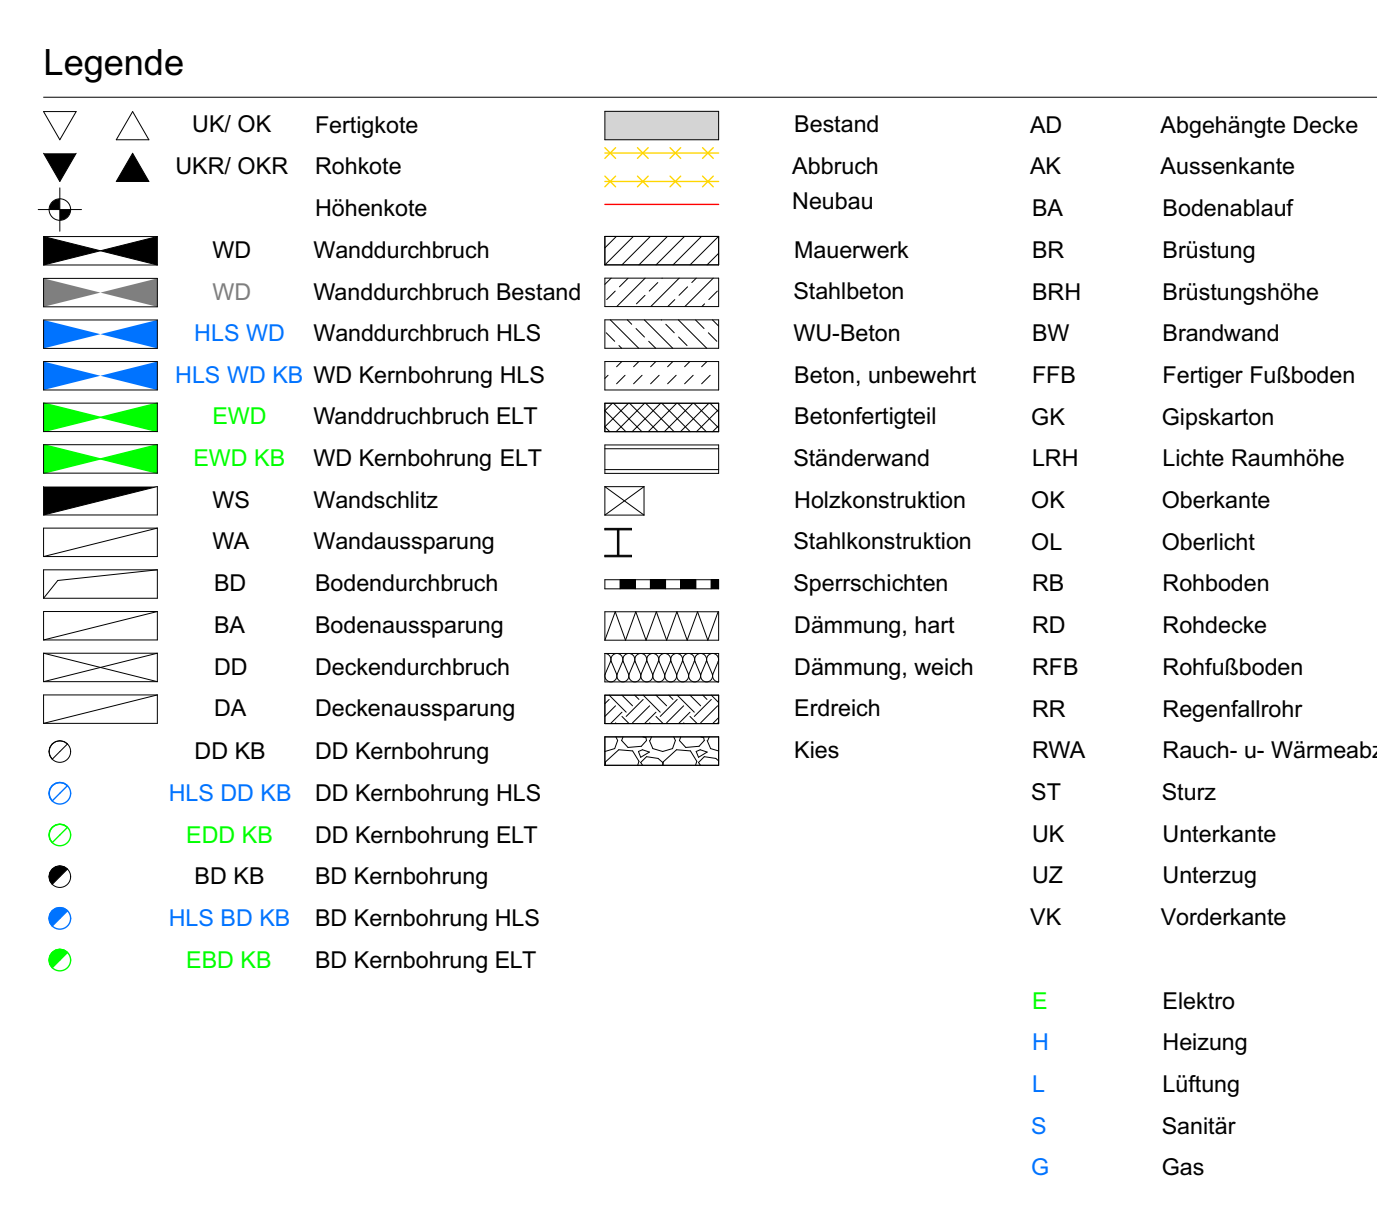 Legende
UK/ OK Fertigkote
UKR/ OKR Rohkote
Höhenkote
WD Wanddurchbruch
WD Wanddurchbruch Bestand
HLS WD Wanddurchbruch HLS
HLS WD KB WD Kernbohrung HLS
EWD Wanddruchbruch ELT
EWD KB WD Kernbohrung ELT
WS Wandschlitz
WA Wandaussparung
BD Bodendurchbruch
BA Bodenaussparung
DD Deckendurchbruch
DA Deckenaussparung
DD KB DD Kernbohrung
HLS DD KB DD Kernbohrung HLS
EDD KB DD Kernbohrung ELT
BD KB BD Kernbohrung
HLS BD KB BD Kernbohrung HLS
EBD KB BD Kernbohrung ELT
Bestand
Abbruch
Neubau
Mauerwerk
Stahlbeton
WU-Beton
Beton, unbewehrt
Betonfertigteil
Ständerwand
Holzkonstruktion
Stahlkonstruktion
Sperrschichten
Dämmung, hart
Dämmung, weich
Erdreich
Kies
AD Abgehängte Decke
AK Aussenkante
BA Bodenablauf
BR Brüstung
BRH Brüstungshöhe
BW Brandwand
FFB Fertiger Fußboden
GK Gipskarton
LRH Lichte Raumhöhe
OK Oberkante
OL Oberlicht
RB Rohboden
RD Rohdecke
RFB Rohfußboden
RR Regenfallrohr
RWA Rauch- u- Wärmeabz
ST Sturz
UK Unterkante
UZ Unterzug
VK Vorderkante
E Elektro
H Heizung
L Lüftung
S Sanitär
G Gas